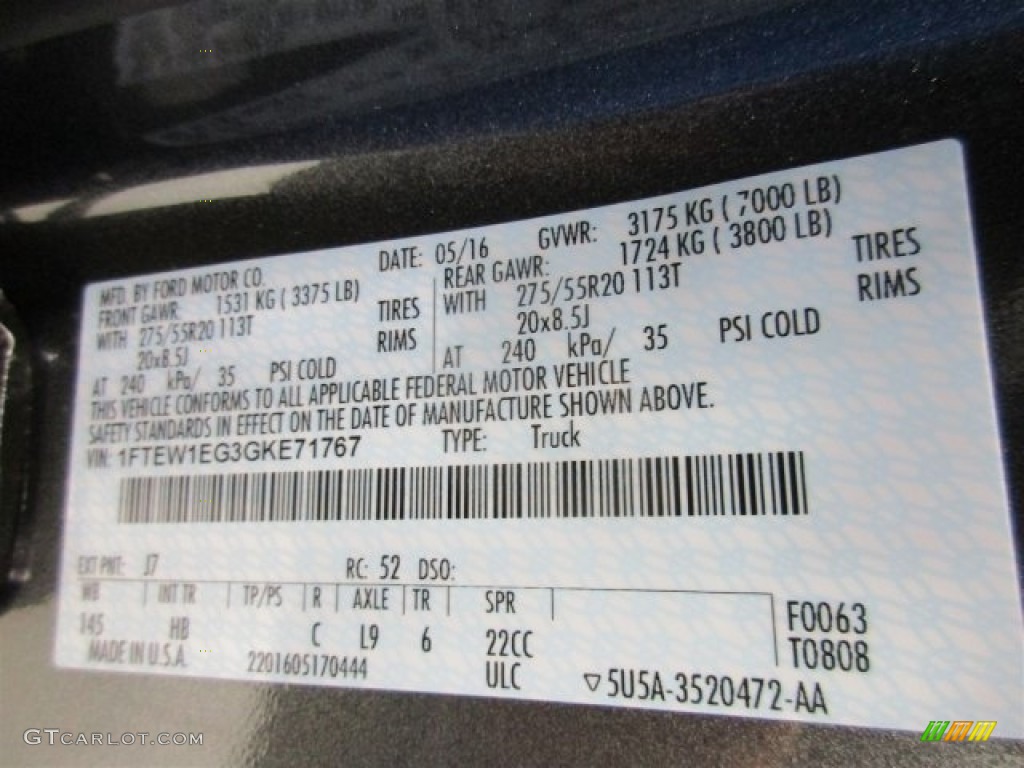 MFD. BY FORD MOTOR CO. DATE: 05/16 GVWR: 3175 KG ( 7000 LB)
FRONT GAWR: 1531 KG ( 3375 LB) REAR GAWR: 1724 KG ( 3800 LB)
WITH 275/55R20 113T TIRES WITH 275/55R20 113T TIRES
20x8.5J RIMS 20x8.5J RIMS
AT 240 kPa/ 35 PSI COLD AT 240 kPa/ 35 PSI COLD
THIS VEHICLE CONFORMS TO ALL APPLICABLE FEDERAL MOTOR VEHICLE
SAFETY STANDARDS IN EFFECT ON THE DATE OF MANUFACTURE SHOWN ABOVE.
VIN: 1FTEW1EG3GKE71767 TYPE: Truck
EXT PNT: J7 RC: 52 DSO:
WB INT TR TP/PS R AXLE TR SPR F0063
145 HB C L9 6 22CC T0808
MADE IN U.S.A. 2201605170444 ULC ▽5U5A-3520472-AA
GTCARLOT.COM